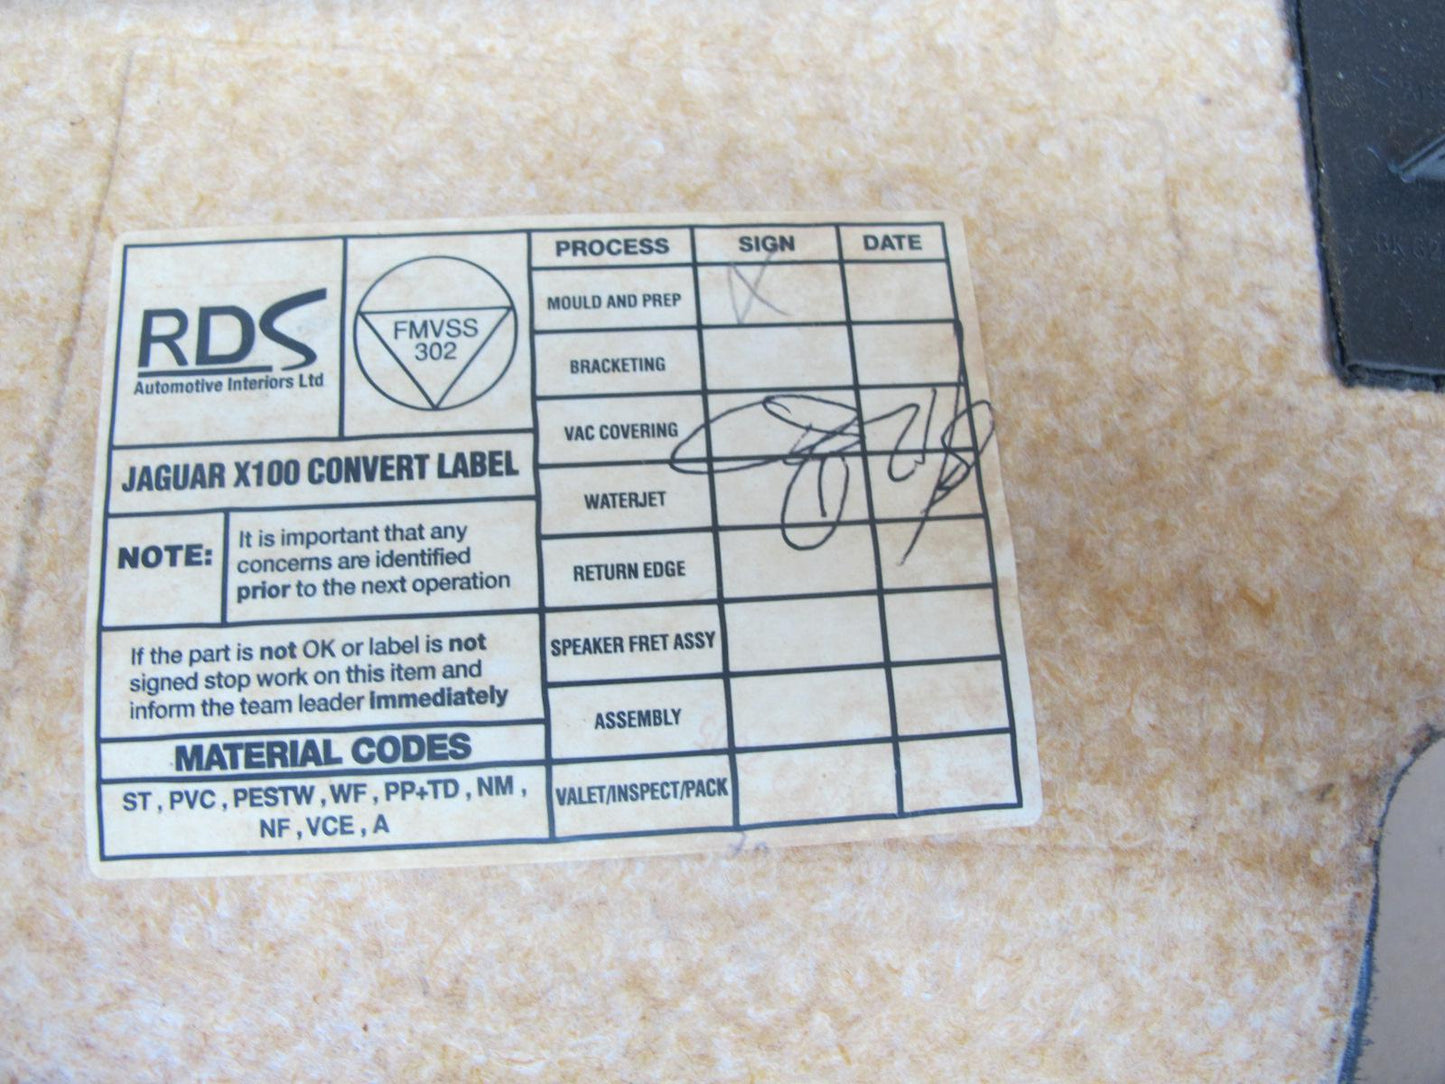 RDS
Automotive Interiors Ltd
FMVSS
302
JAGUAR X100 CONVERT LABEL
NOTE:
It is important that any
concerns are identified
prior to the next operation
If the part is not OK or label is not
signed stop work on this item and
inform the team leader immediately
MATERIAL CODES
ST , PVC , PESTW , WF , PP+TD , NM ,
NF , VCE , A
PROCESS SIGN DATE
MOULD AND PREP
BRACKETING
VAC COVERING
WATERJET
RETURN EDGE
SPEAKER FRET ASSY
ASSEMBLY
VALET/INSPECT/PACK